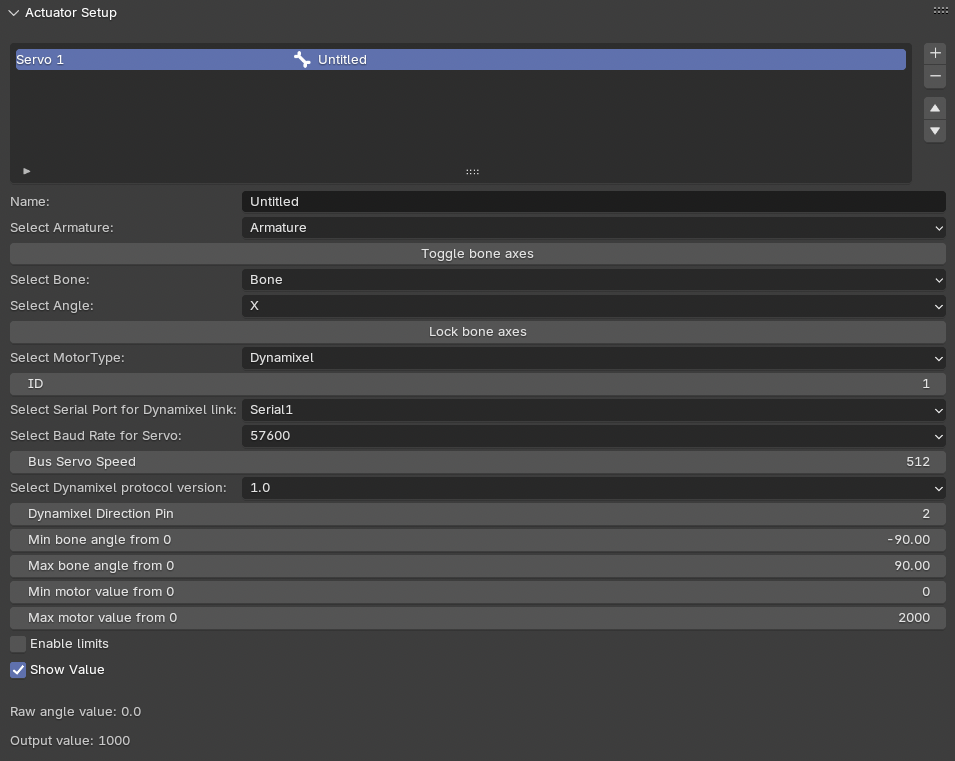 Actuator Setup
Servo 1 Untitled
Name: Untitled
Select Armature: Armature
Toggle bone axes
Select Bone: Bone
Select Angle: X
Lock bone axes
Select MotorType: Dynamixel
ID 1
Select Serial Port for Dynamixel link: Serial1
Select Baud Rate for Servo: 57600
Bus Servo Speed 512
Select Dynamixel protocol version: 1.0
Dynamixel Direction Pin 2
Min bone angle from 0 -90.00
Max bone angle from 0 90.00
Min motor value from 0 0
Max motor value from 0 2000
Enable limits
Show Value
Raw angle value: 0.0
Output value: 1000